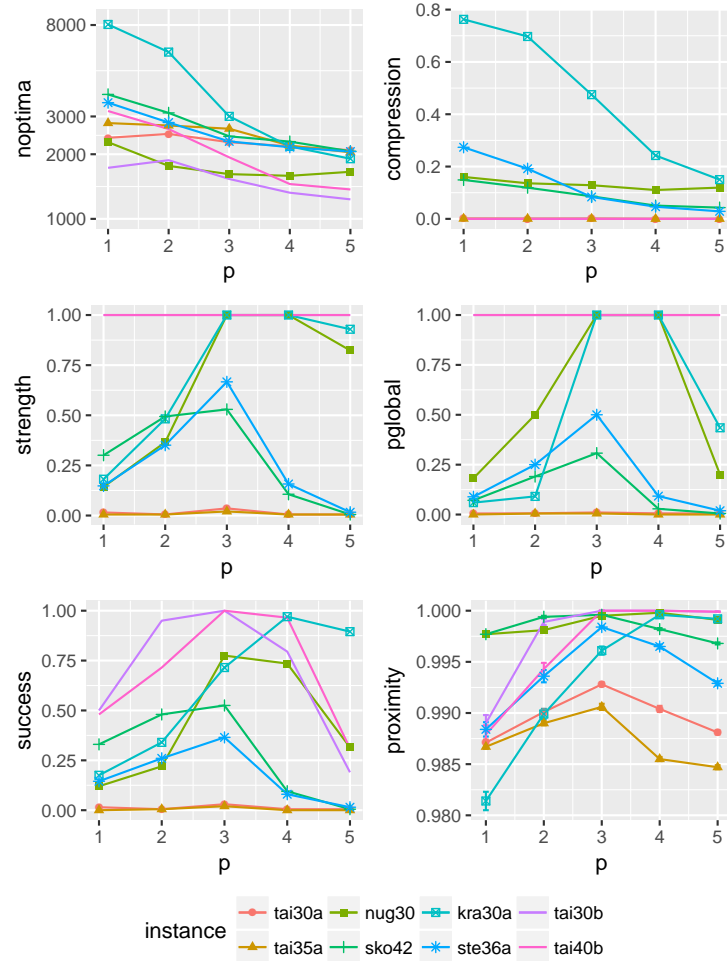 8000
3000
2000
1000
noptima
1 2 3 4 5
p
0.8
0.6
0.4
0.2
0.0
compression
1 2 3 4 5
p
1.00
0.75
0.50
0.25
0.00
strength
1 2 3 4 5
p
1.00
0.75
0.50
0.25
0.00
pglobal
1 2 3 4 5
p
1.00
0.75
0.50
0.25
0.00
success
1 2 3 4 5
p
1.000
0.995
0.990
0.985
0.980
proximity
1 2 3 4 5
p
instance
tai30a nug30 kra30a tai30b
tai35a sko42 ste36a tai40b